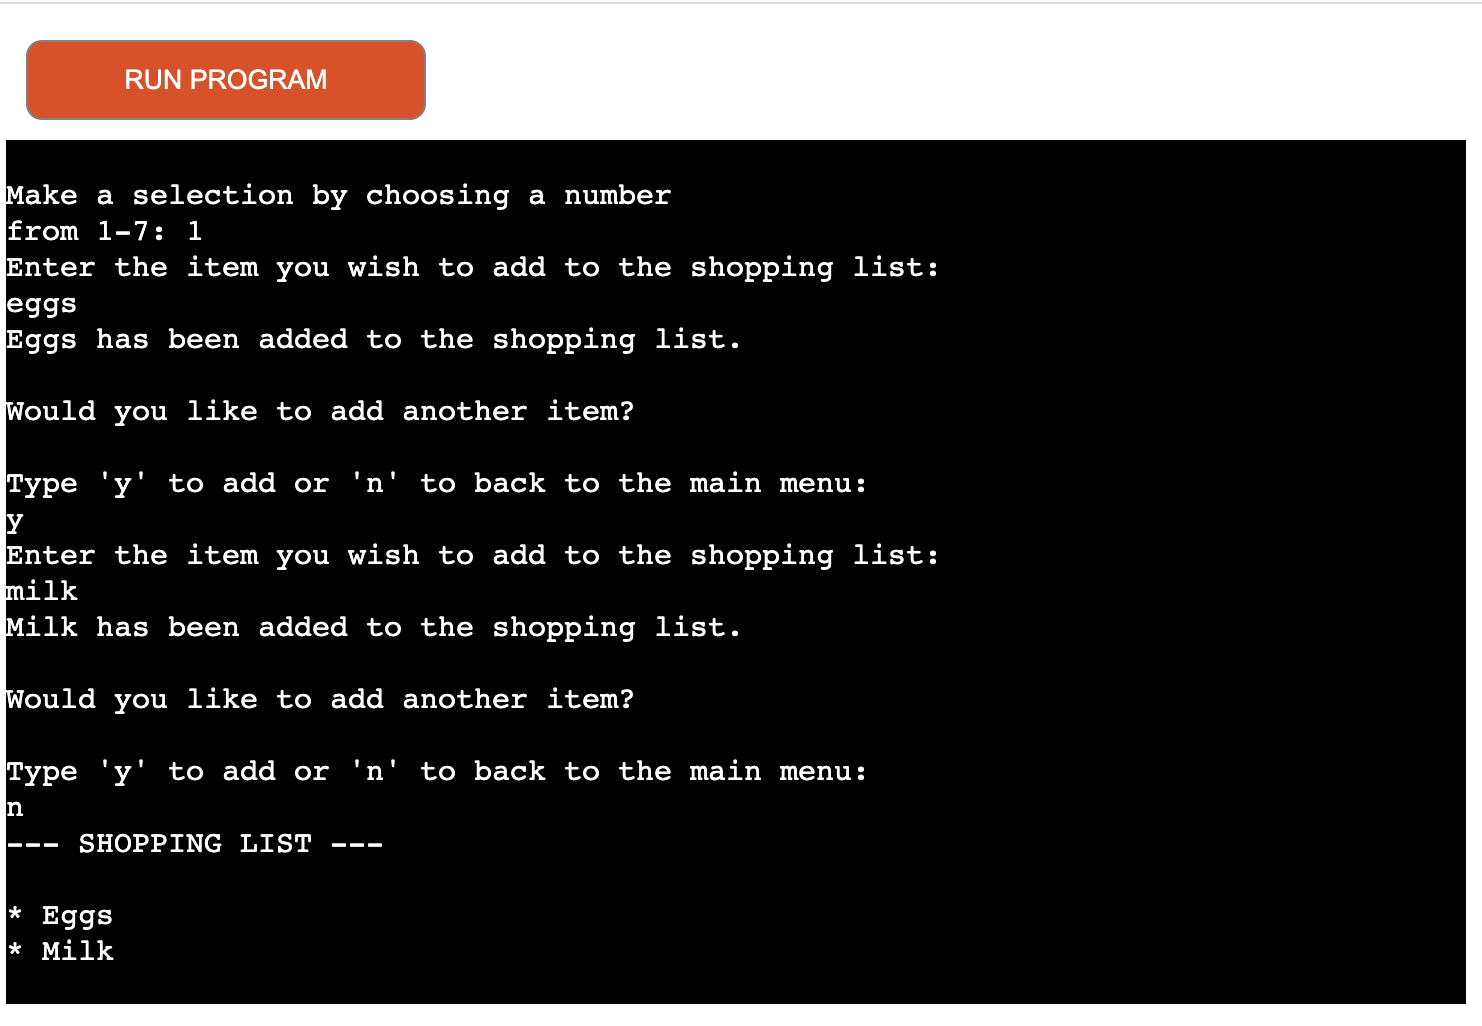 RUN PROGRAM
Make a selection by choosing a number
from 1-7: 1
Enter the item you wish to add to the shopping list:
eggs
Eggs has been added to the shopping list.
Would you like to add another item?
Type 'y' to add or 'n' to back to the main menu:
y
Enter the item you wish to add to the shopping list:
milk
Milk has been added to the shopping list.
Would you like to add another item?
Type 'y' to add or 'n' to back to the main menu:
n
--- SHOPPING LIST ---
* Eggs
* Milk